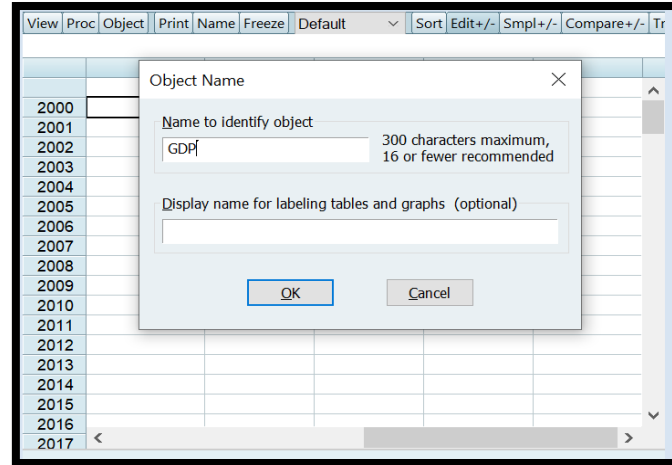 View Proc Object Print Name Freeze Default Sort Edit+/- Smpl+/- Compare+/- Tr
Object Name
Name to identify object
GDP
300 characters maximum,
16 or fewer recommended
Display name for labeling tables and graphs (optional)
OK Cancel
2000
2001
2002
2003
2004
2005
2006
2007
2008
2009
2010
2011
2012
2013
2014
2015
2016
2017